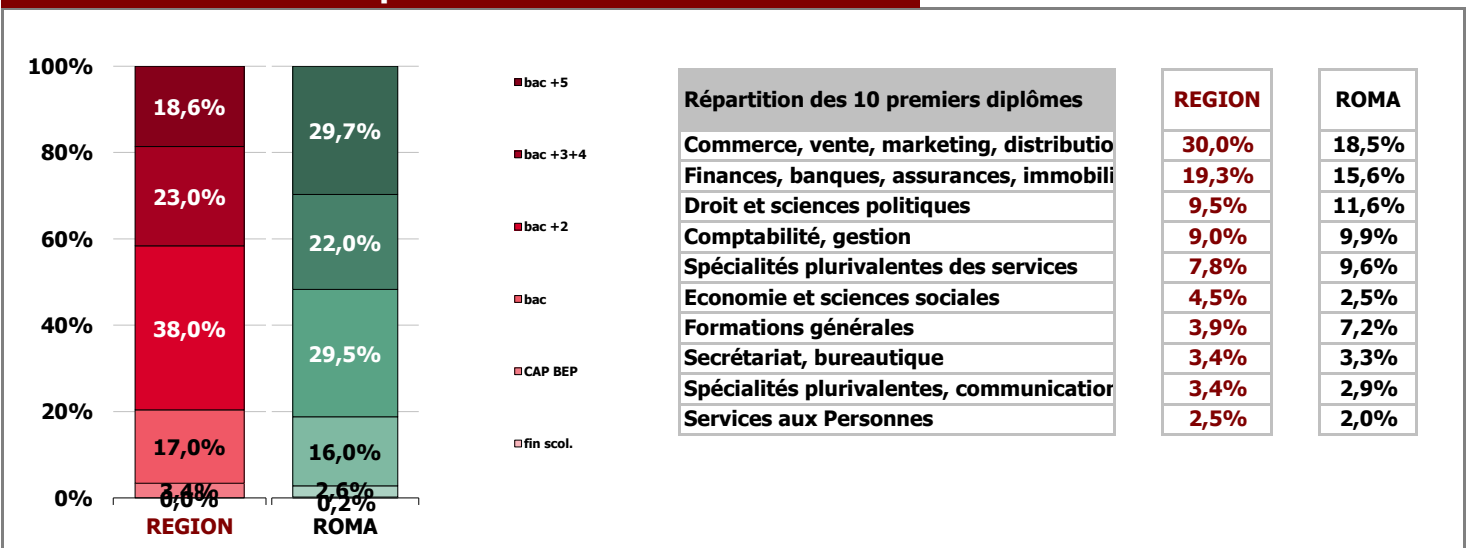 100%
80%
60%
40%
20%
0%
18,6%
23,0%
38,0%
17,0%
3,4%
0,0%
REGION
29,7%
22,0%
29,5%
16,0%
2,6%
0,2%
ROMA
bac +5
bac +3+4
bac +2
bac
CAP BEP
fin scol.
Répartition des 10 premiers diplômes REGION ROMA
Commerce, vente, marketing, distributio 30,0% 18,5%
Finances, banques, assurances, immobili 19,3% 15,6%
Droit et sciences politiques 9,5% 11,6%
Comptabilité, gestion 9,0% 9,9%
Spécialités plurivalentes des services 7,8% 9,6%
Economie et sciences sociales 4,5% 2,5%
Formations générales 3,9% 7,2%
Secrétariat, bureautique 3,4% 3,3%
Spécialités plurivalentes, communication 3,4% 2,9%
Services aux Personnes 2,5% 2,0%